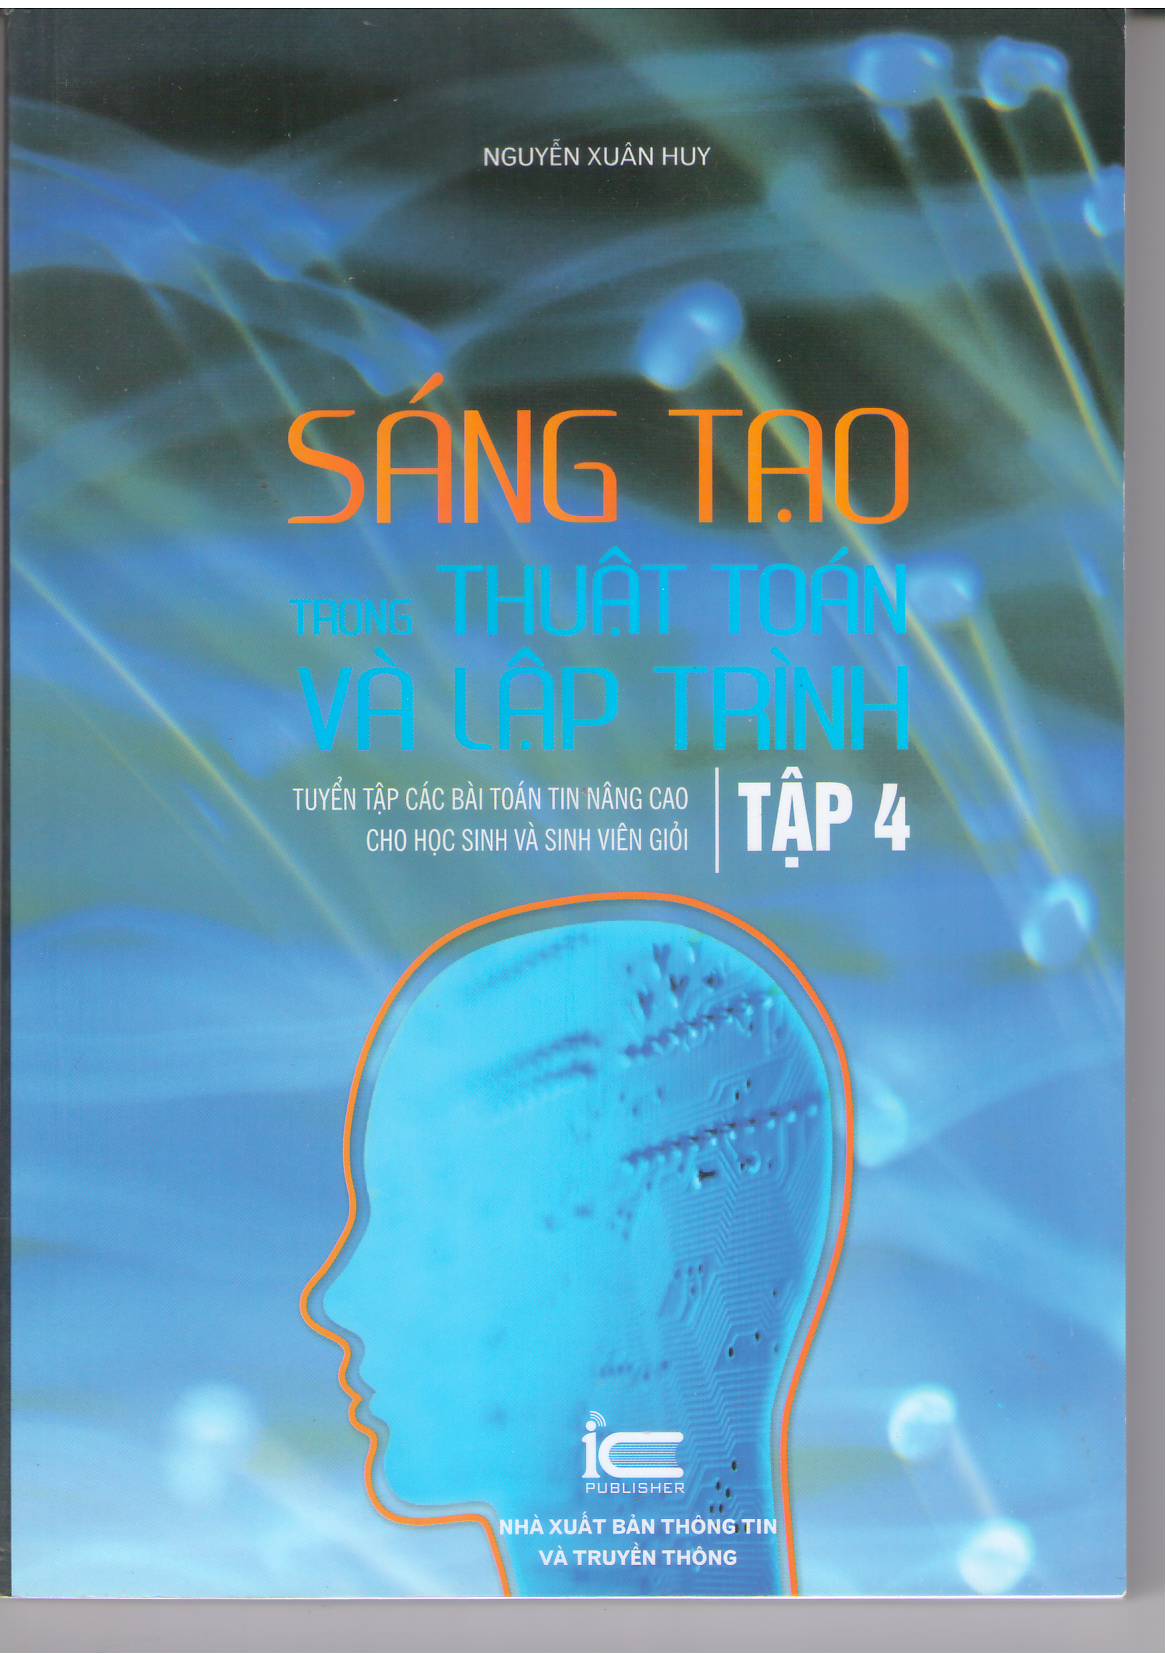 NGUYỄN XUÂN HUY
SÁNG TẠO
TRONG THUẬT TOÁN
VÀ LẬP TRÌNH
TUYỂN TẬP CÁC BÀI TOÁN TIN NÂNG CAO
CHO HỌC SINH VÀ SINH VIÊN GIỎI
TẬP 4
iC
PUBLISHER
NHÀ XUẤT BẢN THÔNG TIN
VÀ TRUYỀN THÔNG